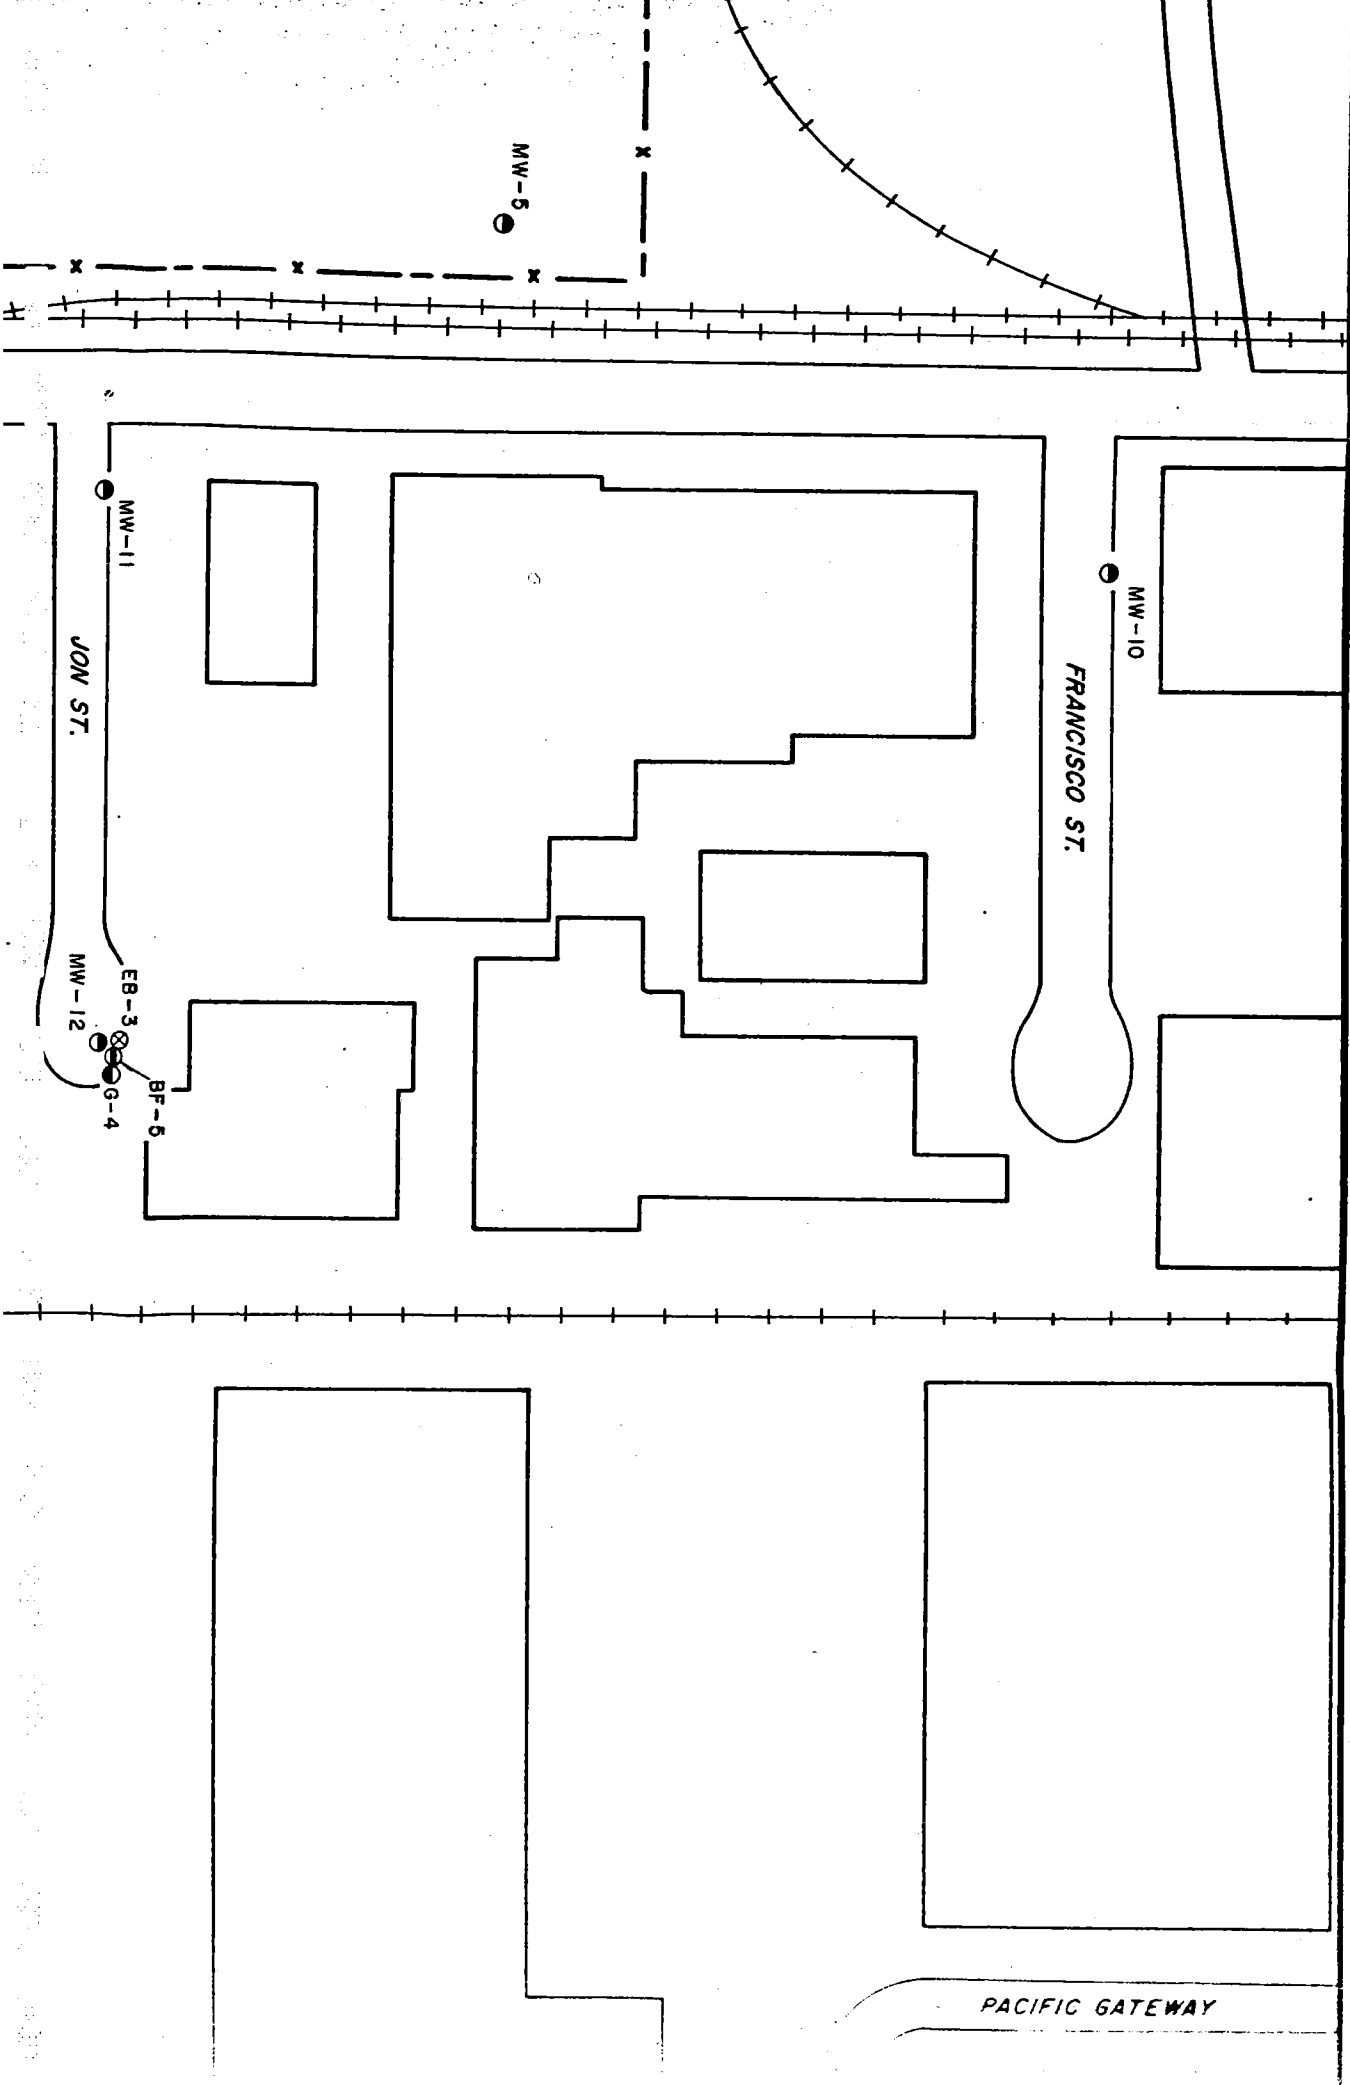 MW-5
MW-11
MW-10
JON ST.
FRANCISCO ST.
MW-12
EB-3
BF-5
G-4
PACIFIC GATEWAY